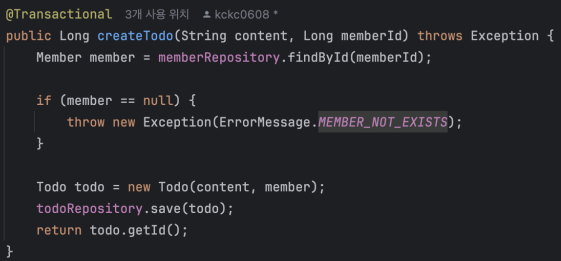 @Transactional 3개 사용 위치 kckc0608 *
public Long createTodo(String content, Long memberId) throws Exception {
    Member member = memberRepository.findById(memberId);
    if (member == null) {
        throw new Exception(ErrorMessage.MEMBER_NOT_EXISTS);
    }
    Todo todo = new Todo(content, member);
    todoRepository.save(todo);
    return todo.getId();
}